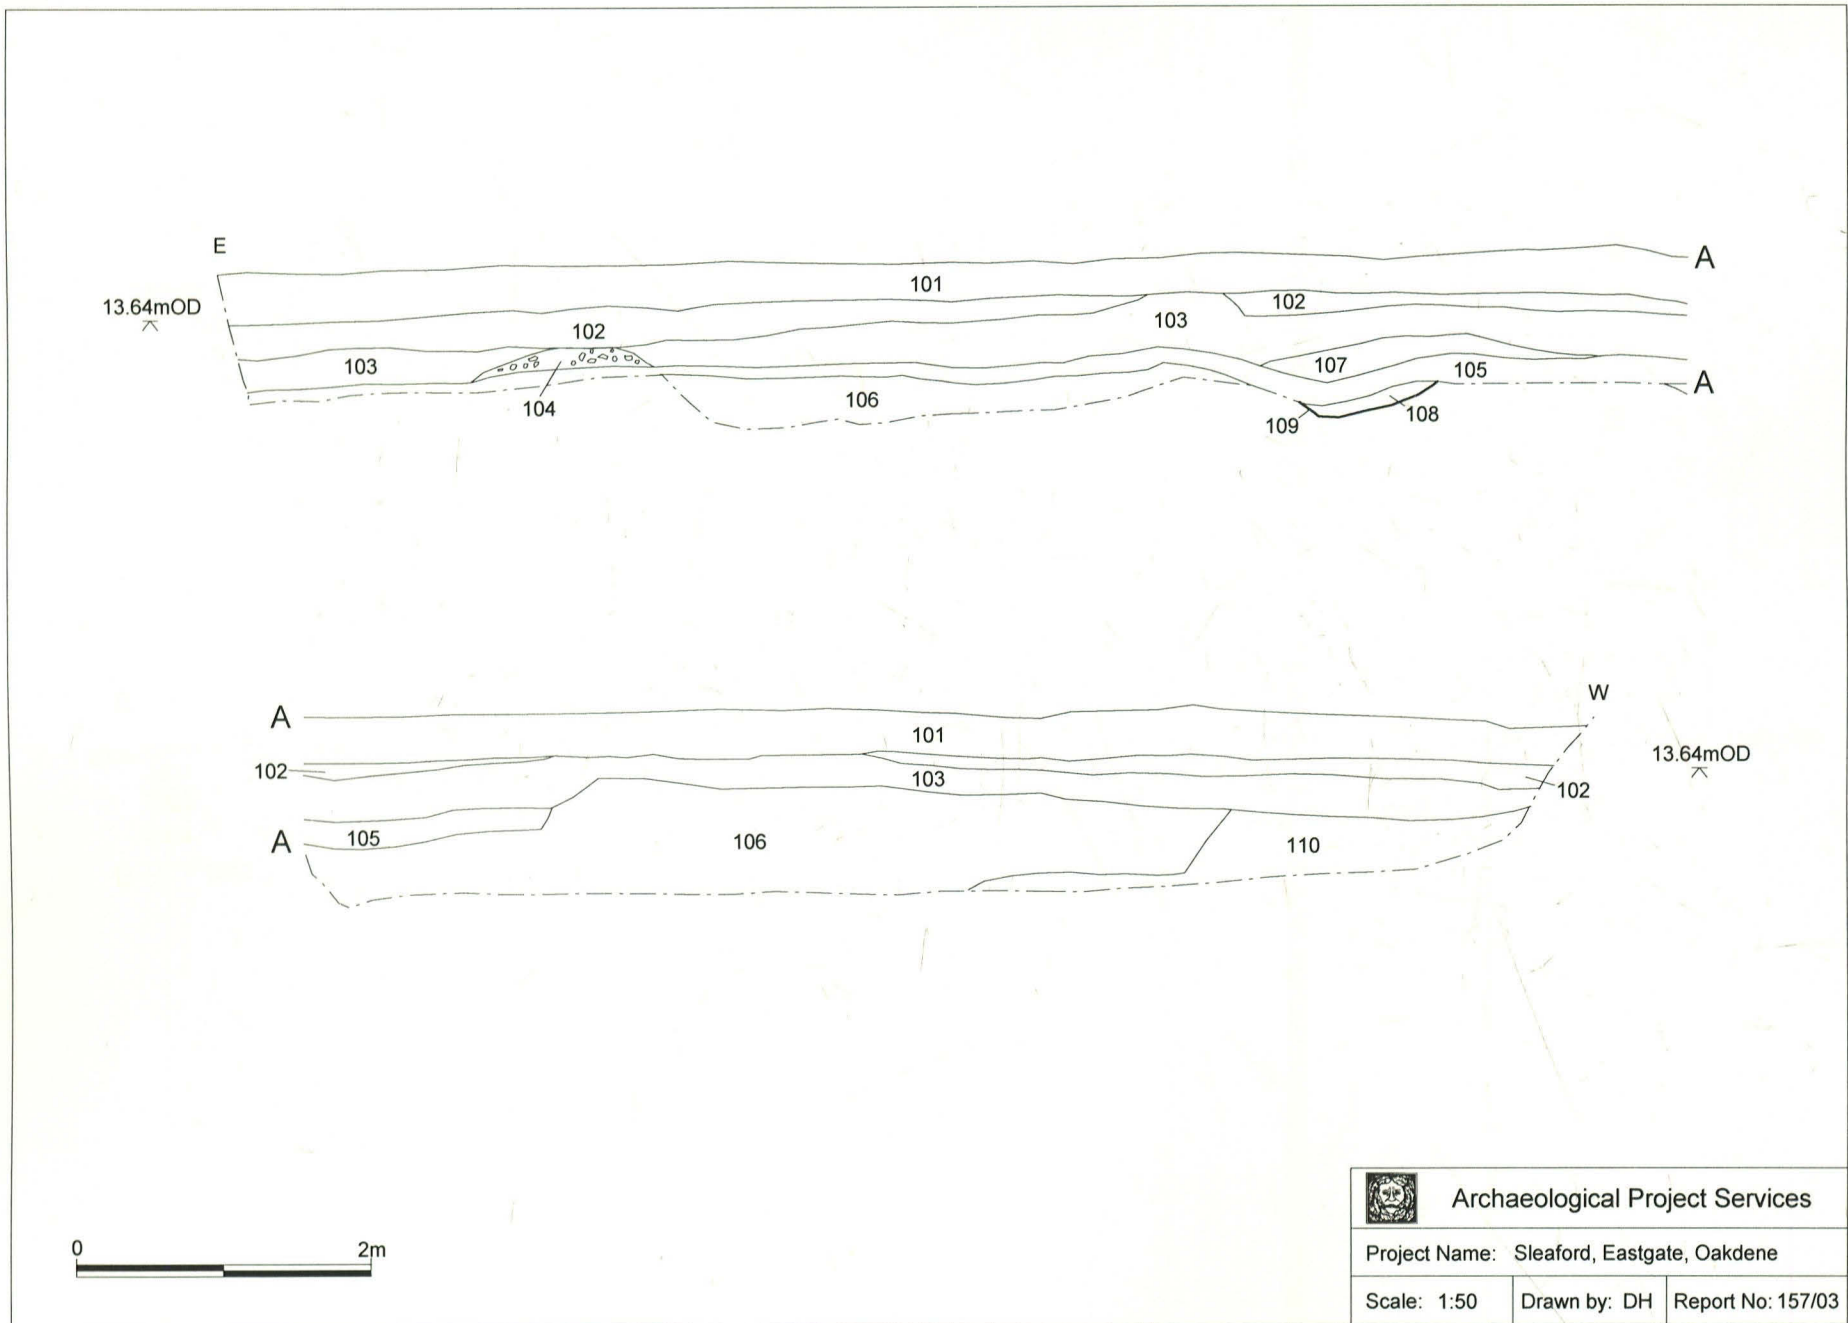 E
A
101
13.64mOD
102
102
103
103
107
105
A
104
106
109
108
W
A
101
13.64mOD
102
103
102
A
105
106
110
0 2m
Archaeological Project Services
Project Name: Sleaford, Eastgate, Oakdene
Scale: 1:50 Drawn by: DH Report No: 157/03